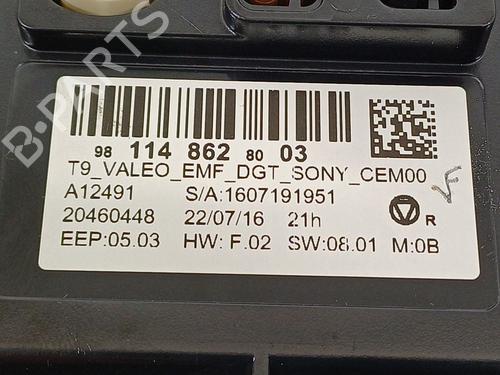 B-PARTS
98 114 862 80 03
T9_VALEO_EMF_DGT_SONY_CEM00
A12491 S/A:1607191951
20460448 22/07/16 21h
R
EEP:05.03 HW: F.02 SW:08.01 M:0B